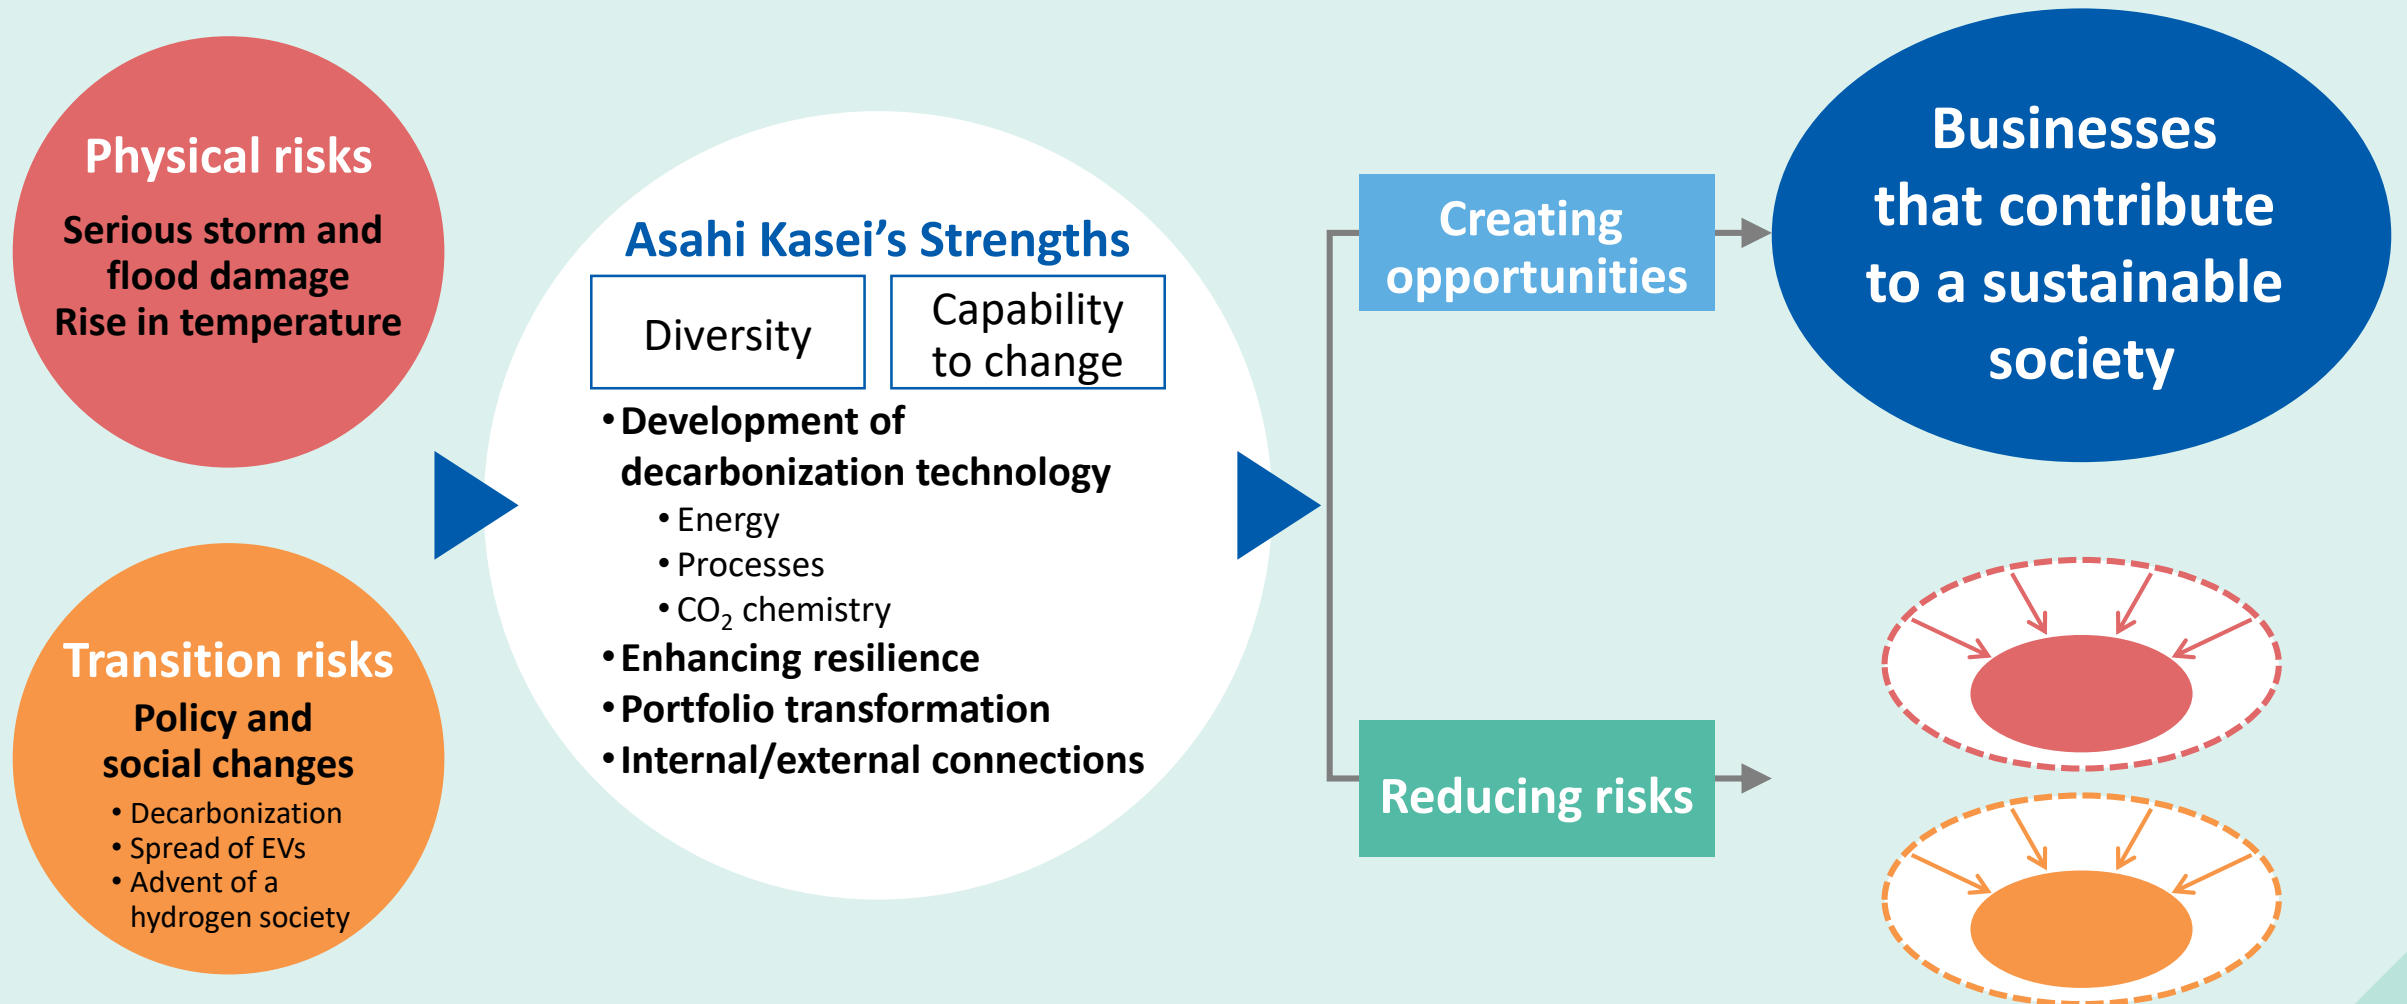 Physical risks
Serious storm and
flood damage
Rise in temperature
Transition risks
Policy and
social changes
• Decarbonization
• Spread of EVs
• Advent of a
hydrogen society
Asahi Kasei’s Strengths
Diversity
Capability
to change
•Development of
decarbonization technology
• Energy
• Processes
• CO₂ chemistry
•Enhancing resilience
•Portfolio transformation
•Internal/external connections
Creating
opportunities
Reducing risks
Businesses
that contribute
to a sustainable
society